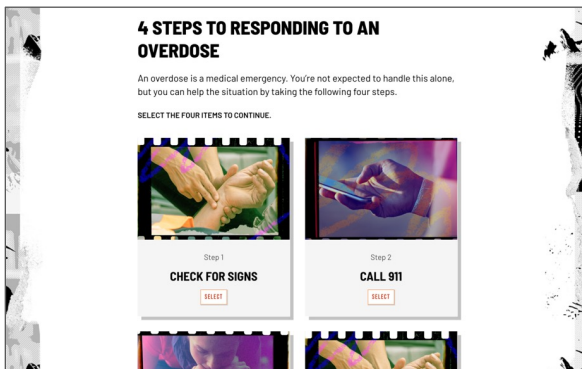 4 STEPS TO RESPONDING TO AN
OVERDOSE
An overdose is a medical emergency. You're not expected to handle this alone,
but you can help the situation by taking the following four steps.
SELECT THE FOUR ITEMS TO CONTINUE.
Step 1
CHECK FOR SIGNS
SELECT
Step 2
CALL 911
SELECT